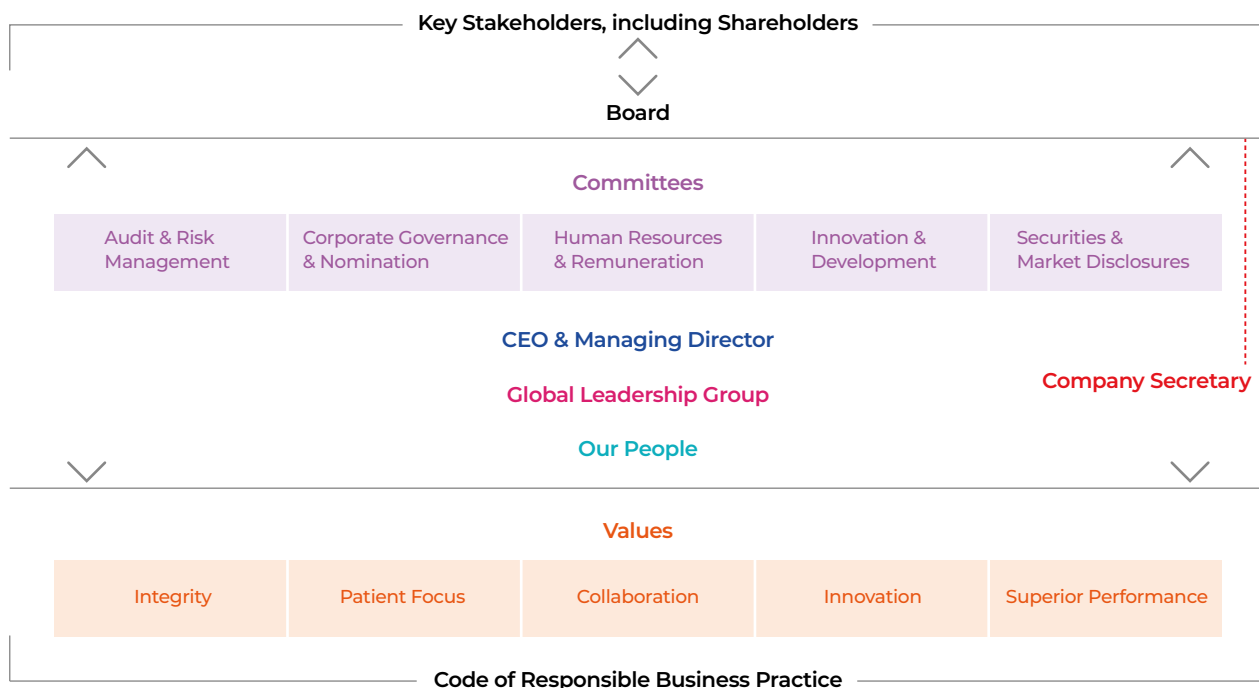 Key Stakeholders, including Shareholders
Board
Committees
Audit & Risk
Management
Corporate Governance
& Nomination
Human Resources
& Remuneration
Innovation &
Development
Securities &
Market Disclosures
CEO & Managing Director
Company Secretary
Global Leadership Group
Our People
Values
Integrity
Patient Focus
Collaboration
Innovation
Superior Performance
Code of Responsible Business Practice